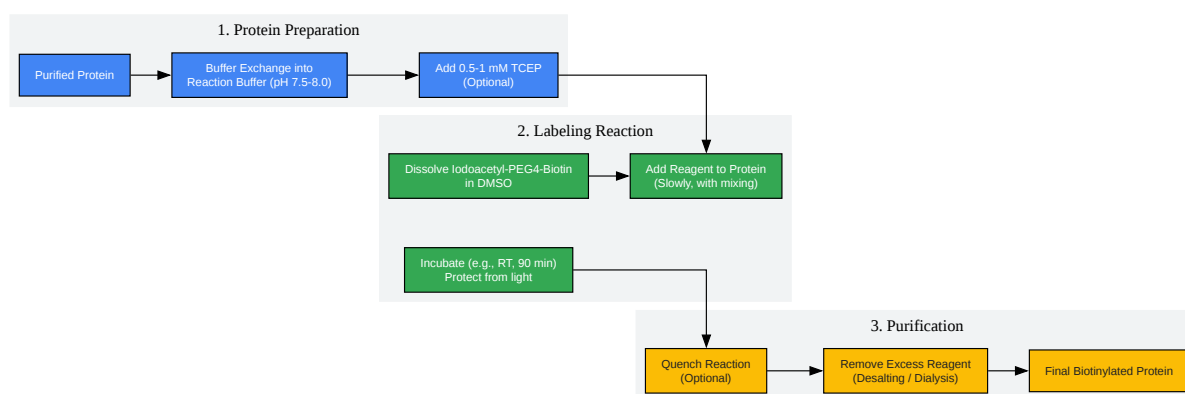 1. Protein Preparation
Purified Protein
Buffer Exchange into
Reaction Buffer (pH 7.5-8.0)
Add 0.5-1 mM TCEP
(Optional)
2. Labeling Reaction
Dissolve Iodoacetyl-PEG4-Biotin
in DMSO
Add Reagent to Protein
(Slowly, with mixing)
Incubate (e.g., RT, 90 min)
Protect from light
3. Purification
Quench Reaction
(Optional)
Remove Excess Reagent
(Desalting / Dialysis)
Final Biotinylated Protein